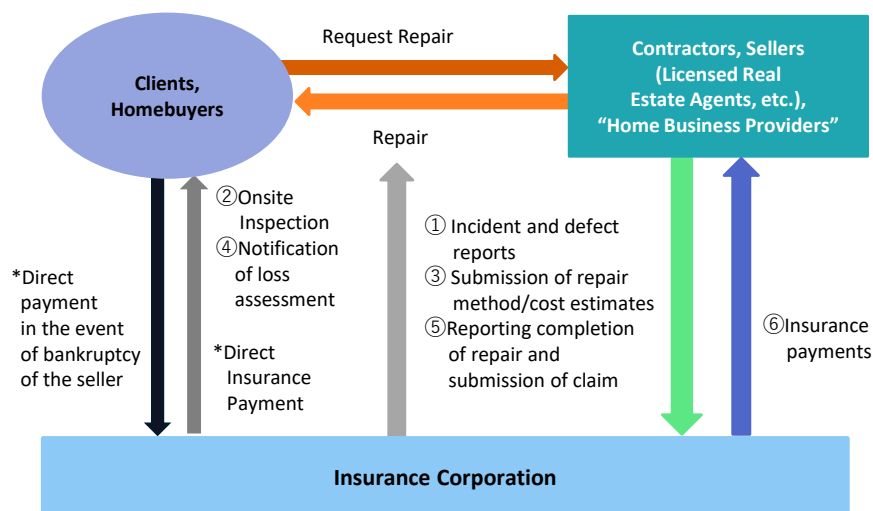 Request Repair
Clients,
Homebuyers
Contractors, Sellers
(Licensed Real
Estate Agents, etc.),
“Home Business Providers”
Repair
②Onsite
Inspection
④Notification
of loss
assessment
① Incident and defect
reports
③ Submission of repair
method/cost estimates
⑤Reporting completion
of repair and
submission of claim
*Direct
payment
in the event
of bankruptcy
of the seller
*Direct
Insurance
Payment
⑥Insurance
payments
Insurance Corporation